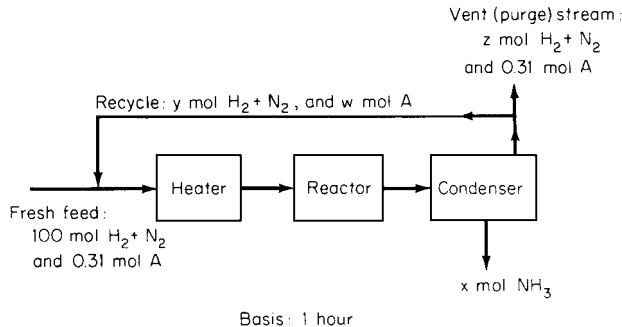 Vent (purge) stream:
z mol H₂+ N₂
and 0.31 mol A
Recycle: y mol H₂+ N₂, and w mol A
Heater
Reactor
Condenser
Fresh feed:
100 mol H₂+ N₂
and 0.31 mol A
x mol NH₃
Basis: 1 hour